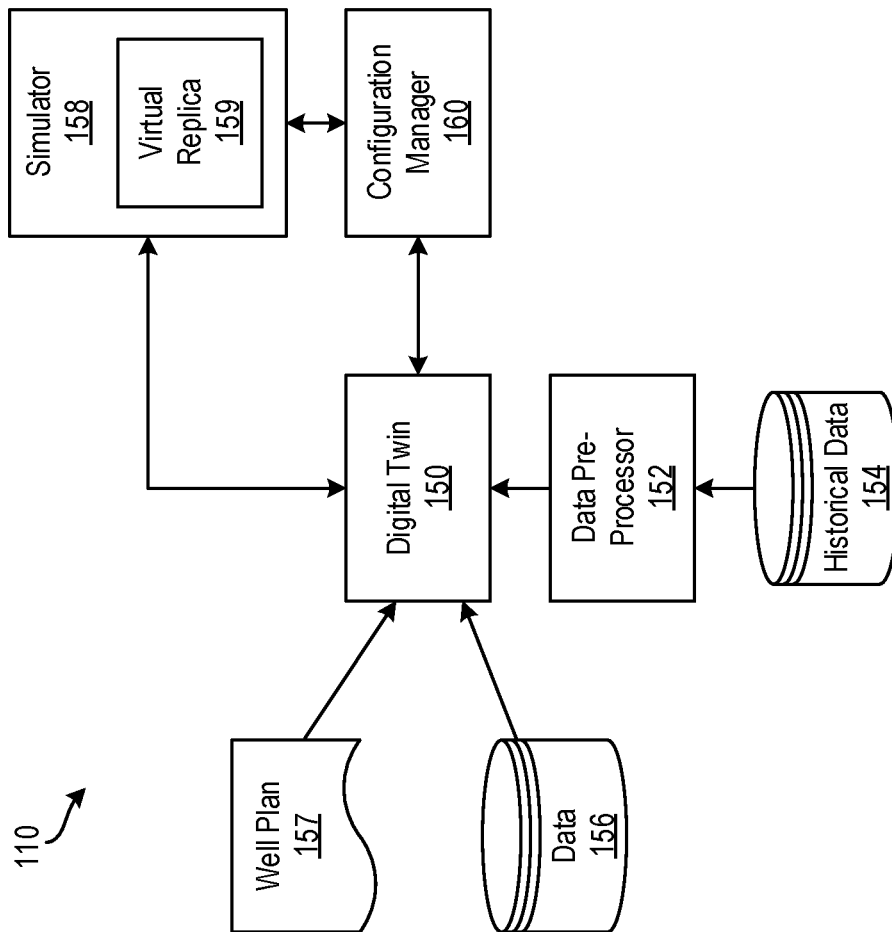 110
Well Plan
157
Data
156
Digital Twin
150
Data Pre-
Processor
152
Historical Data
154
Simulator
158
Virtual
Replica
159
Configuration
Manager
160